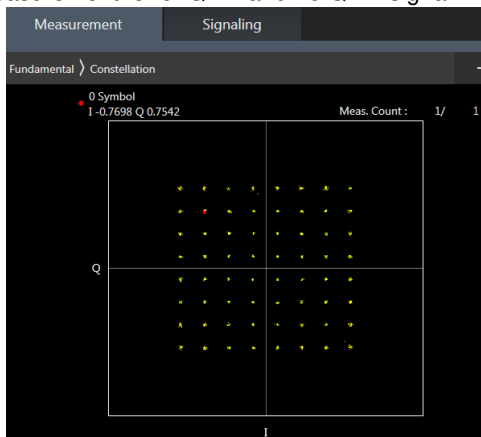 Measurement Signaling
Fundamental 〉 Constellation
0 Symbol
I -0.7698 Q 0.7542 Meas. Count : 1/ 1
Q
I